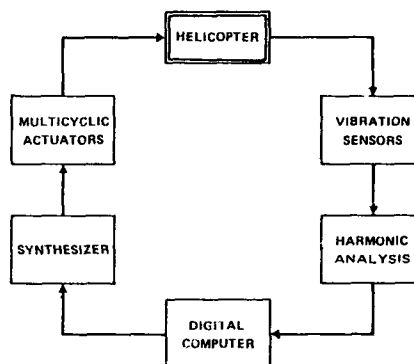 HELICOPTER
MULTICYCLIC
ACTUATORS
VIBRATION
SENSORS
SYNTHESIZER
HARMONIC
ANALYSIS
DIGITAL
COMPUTER